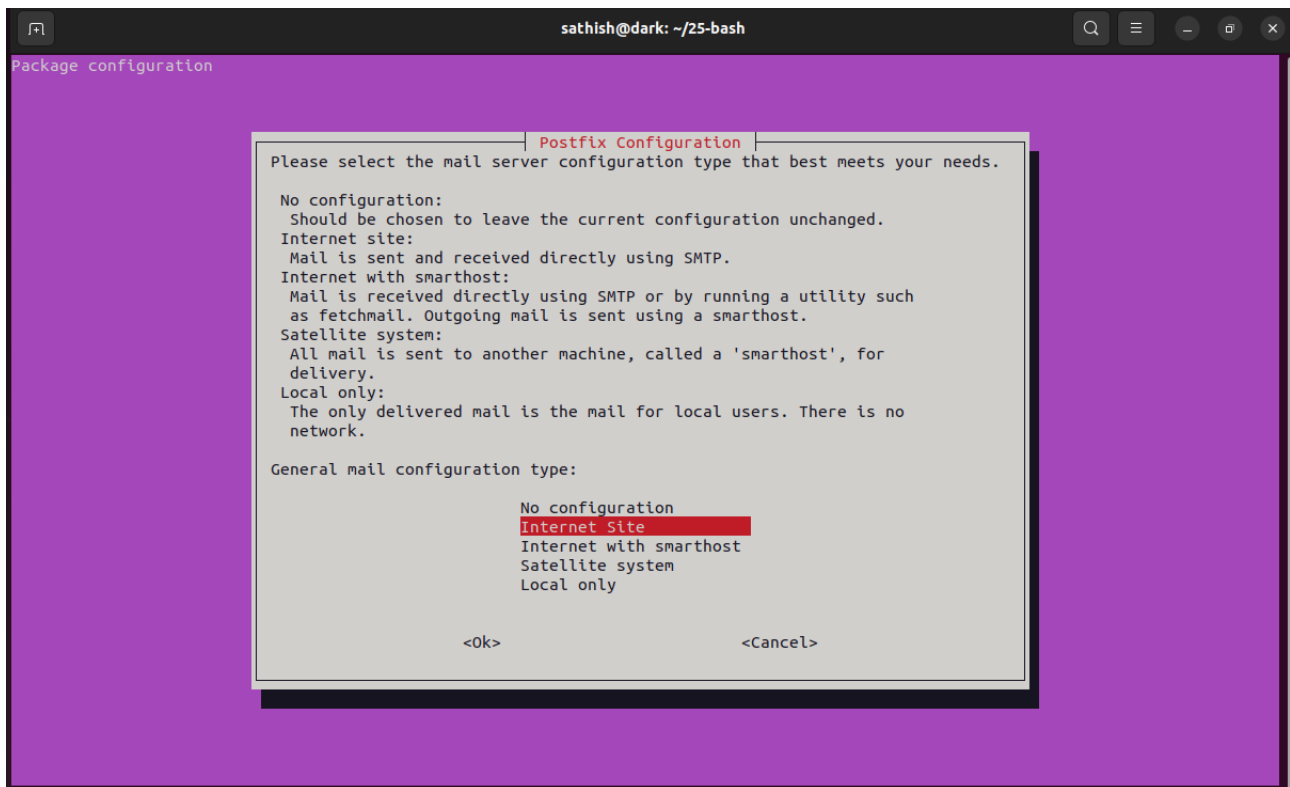 sathish@dark: ~/25-bash
Package configuration
Postfix Configuration
Please select the mail server configuration type that best meets your needs.
No configuration:
Should be chosen to leave the current configuration unchanged.
Internet site:
Mail is sent and received directly using SMTP.
Internet with smarthost:
Mail is received directly using SMTP or by running a utility such
as fetchmail. Outgoing mail is sent using a smarthost.
Satellite system:
All mail is sent to another machine, called a 'smarthost', for
delivery.
Local only:
The only delivered mail is the mail for local users. There is no
network.
General mail configuration type:
No configuration
Internet Site
Internet with smarthost
Satellite system
Local only
<Ok> <Cancel>